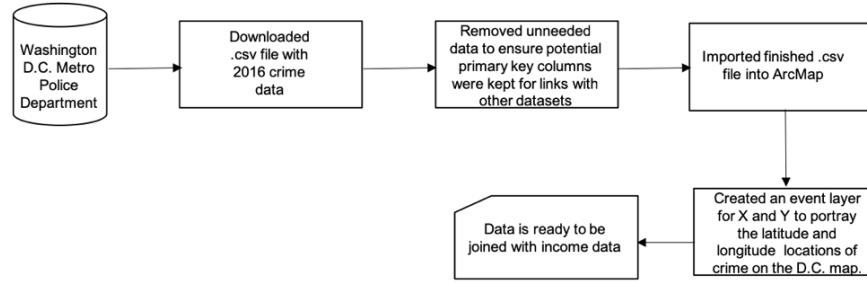 Washington
D.C. Metro
Police
Department
Downloaded
.csv file with
2016 crime
data
Removed unneeded
data to ensure potential
primary key columns
were kept for links with
other datasets
Imported finished .csv
file into ArcMap
Created an event layer
for X and Y to portray
the latitude and
longitude locations of
crime on the D.C. map.
Data is ready to be
joined with income data